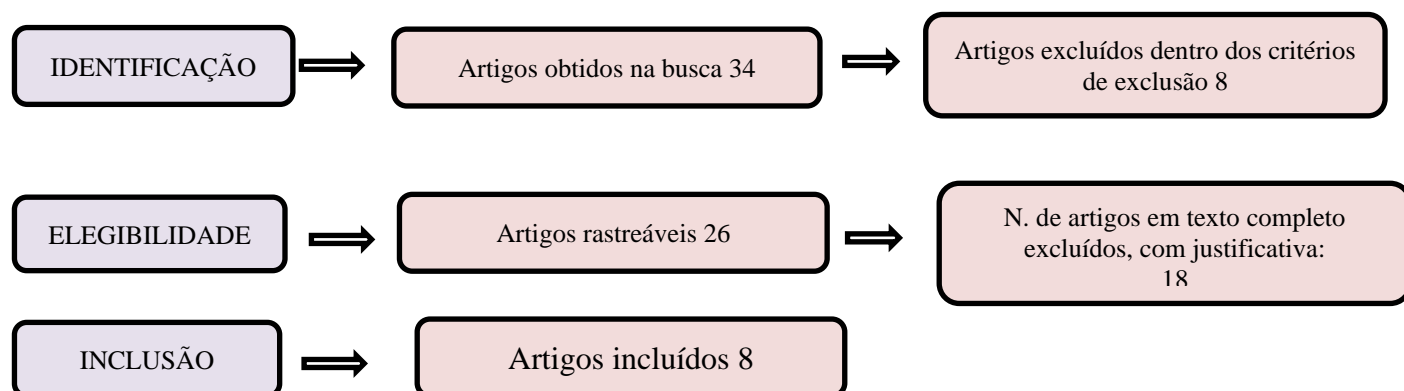 IDENTIFICAÇÃO
Artigos obtidos na busca 34
Artigos excluídos dentro dos critérios
de exclusão 8
ELEGIBILIDADE
Artigos rastreáveis 26
N. de artigos em texto completo
excluídos, com justificativa:
18
INCLUSÃO
Artigos incluídos 8